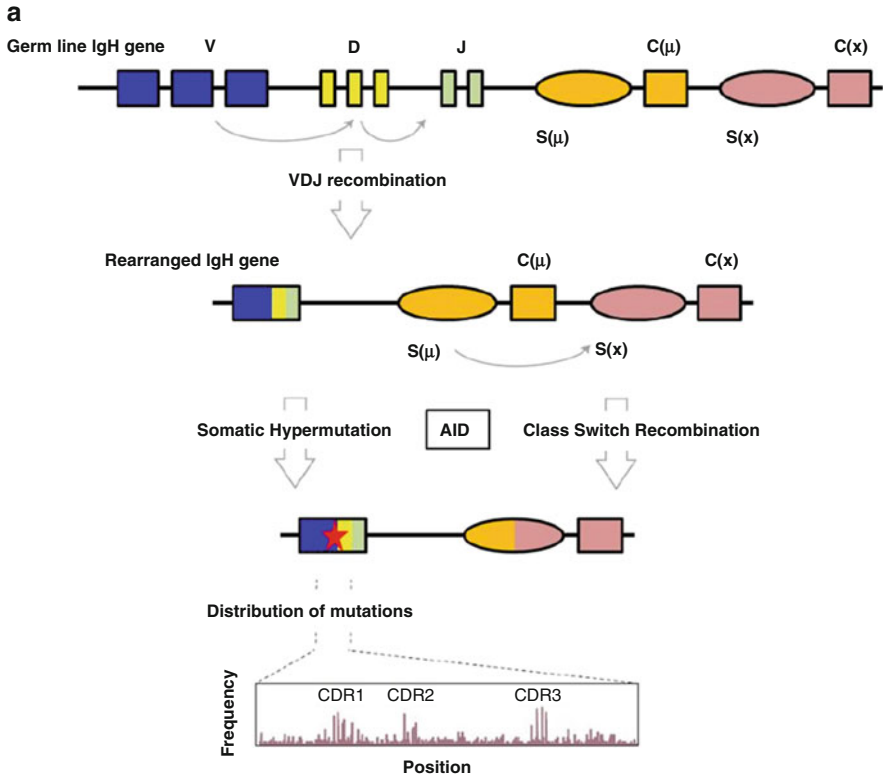 a
Germ line IgH gene V D J C(μ) C(x)
S(μ) S(x)
VDJ recombination
Rearranged IgH gene C(μ) C(x)
S(μ) S(x)
Somatic Hypermutation AID Class Switch Recombination
Distribution of mutations
Frequency
CDR1 CDR2 CDR3
Position